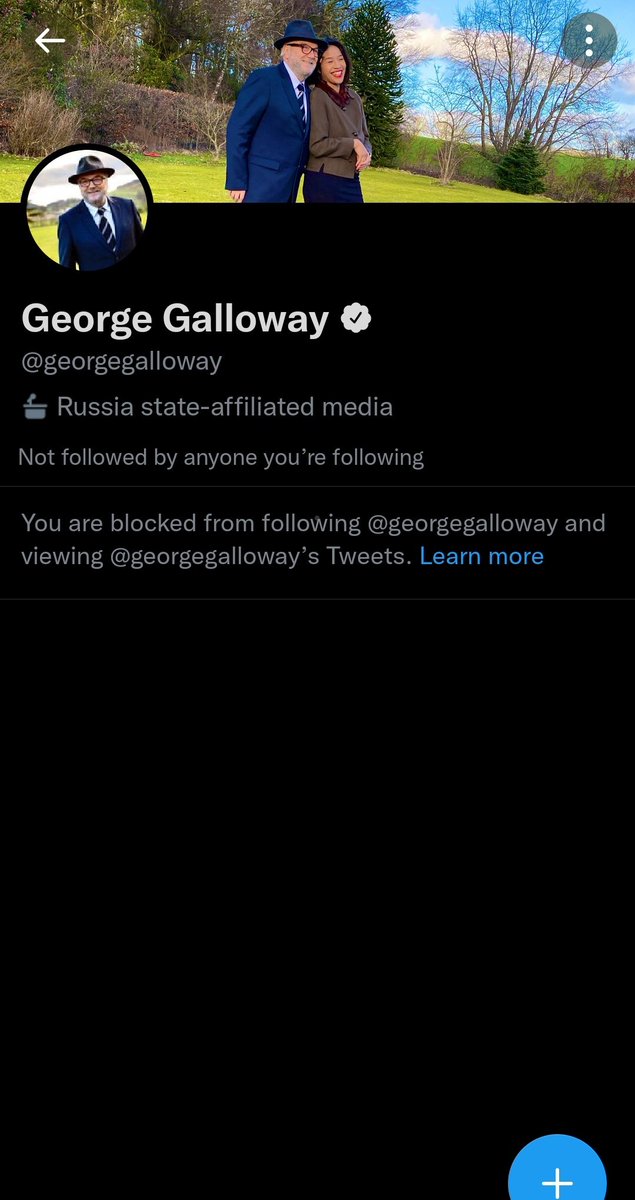 George Galloway
@georgegalloway
Russia state-affiliated media
Not followed by anyone you’re following
You are blocked from following @georgegalloway and
viewing @georgegalloway’s Tweets. Learn more